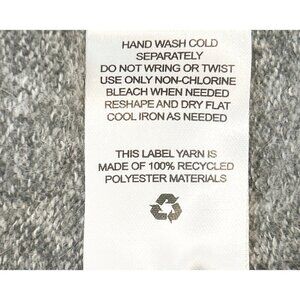 HAND WASH COLD
SEPARATELY
DO NOT WRING OR TWIST
USE ONLY NON-CHLORINE
BLEACH WHEN NEEDED
RESHAPE AND DRY FLAT
COOL IRON AS NEEDED
THIS LABEL YARN IS
MADE OF 100% RECYCLED
POLYESTER MATERIALS